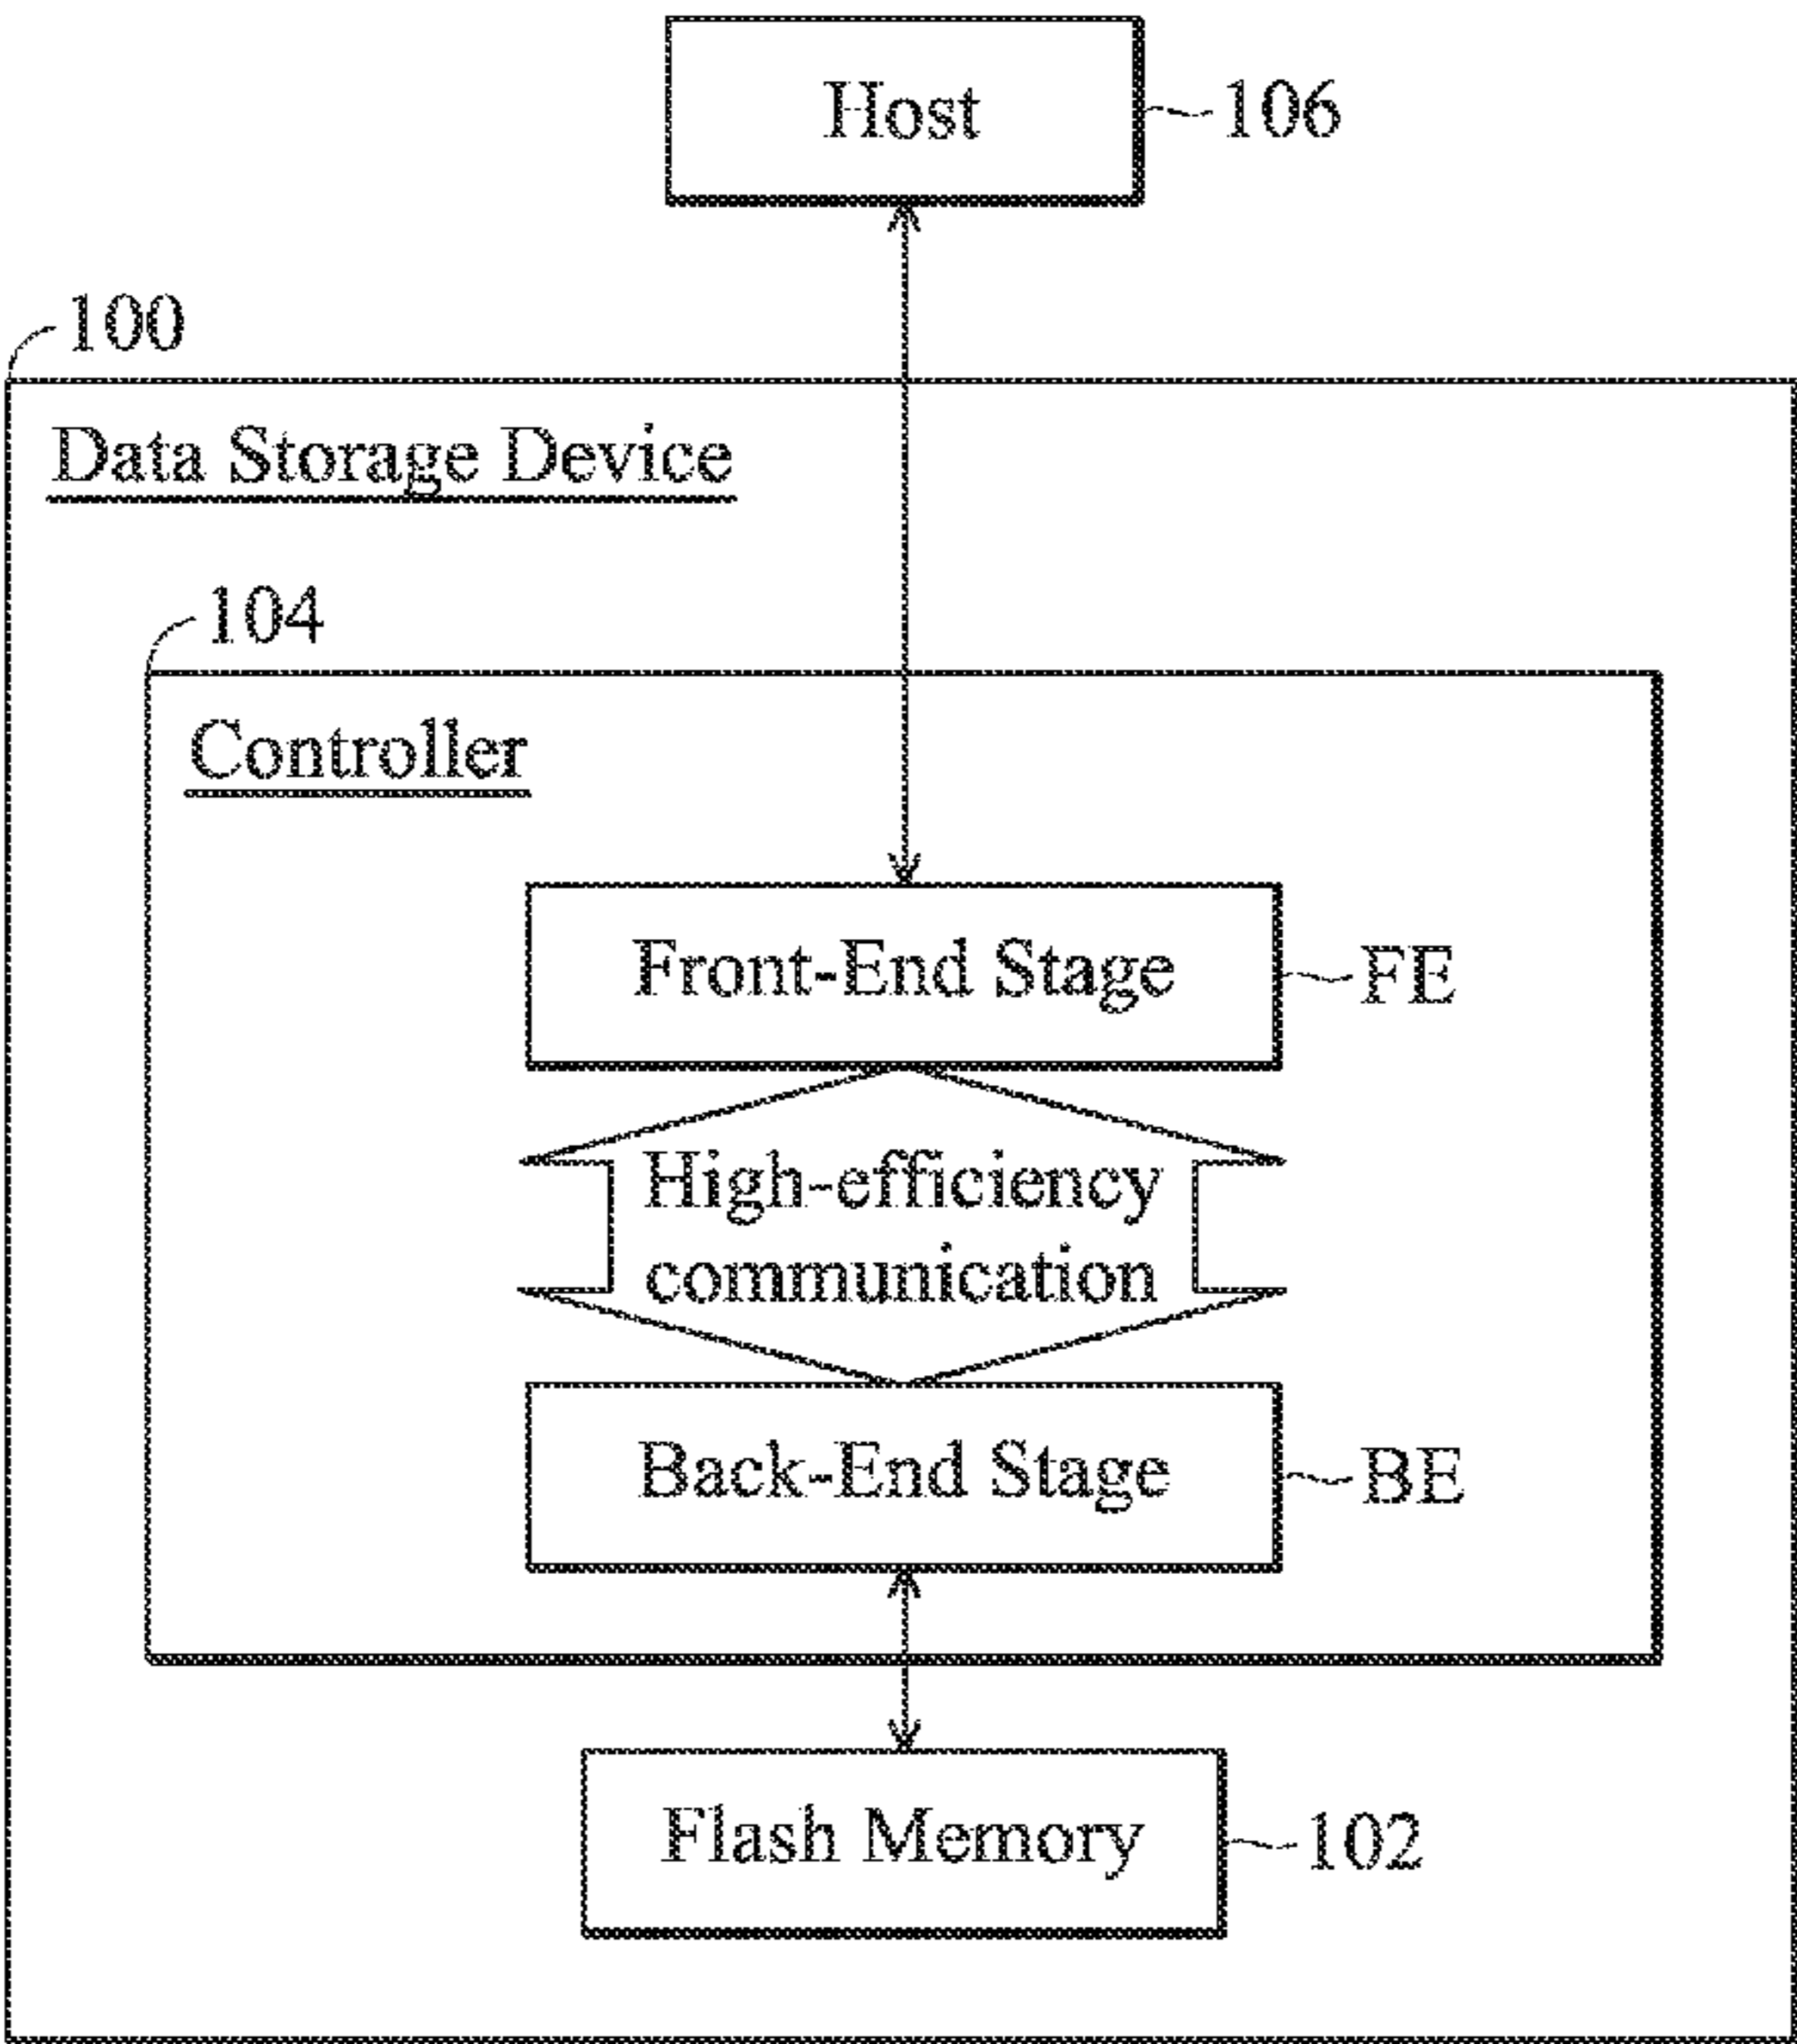 Host
106
100
Data Storage Device
104
Controller
Front-End Stage
FE
High-efficiency
communication
Back-End Stage
BE
Flash Memory
102